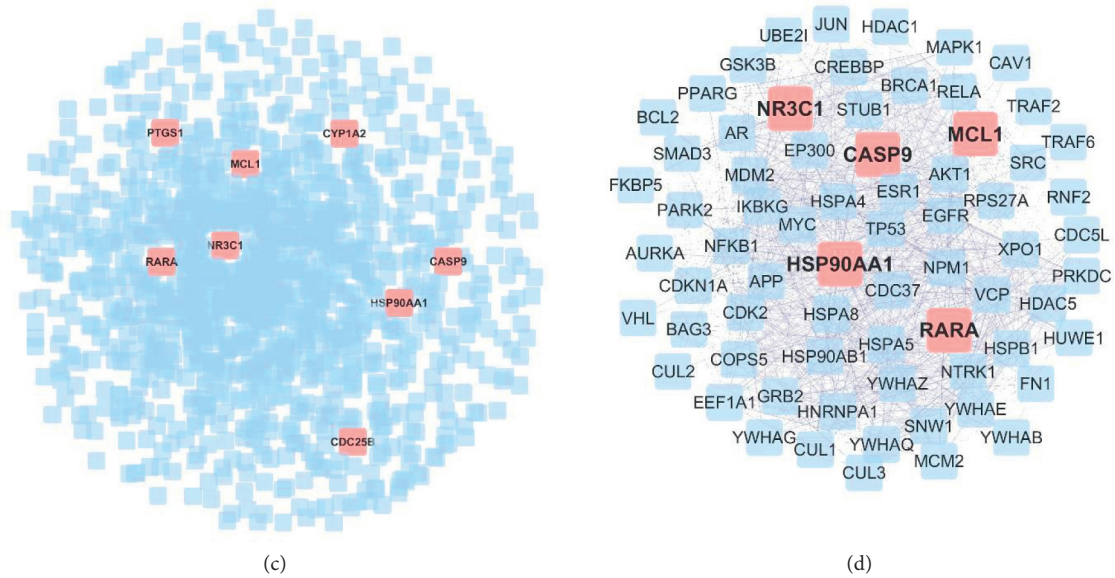 PTGS1
CYP1A2
MCL1
NR3C1
RARA
CASP9
HSP90AA1
CDC25B
(c)
JUN
HDAC1
UBE2I
MAPK1
GSK3B
CREBBP
CAV1
PPARG
BRCA1
RELA
NR3C1
STUB1
TRAF2
BCL2
AR
MCL1
TRAF6
SMAD3
EP300
CASP9
SRC
FKBP5
MDM2
AKT1
ESR1
RPS27A
RNF2
PARK2
IKBKG
HSPA4
EGFR
MYC
TP53
CDC5L
AURKA
NFKB1
XPO1
HSP90AA1
NPM1
PRKDC
CDKN1A
APP
CDC37
VCP
HDAC5
VHL
BAG3
CDK2
HSPA8
RARA
HUWE1
COPS5
HSP90AB1
HSPA5
HSPB1
CUL2
NTRK1
FN1
EEF1A1
GRB2
YWHAZ
HNRNPA1
YWHAE
SNW1
YWHAG
CUL1
YWHAQ
YWHAB
MCM2
CUL3
(d)